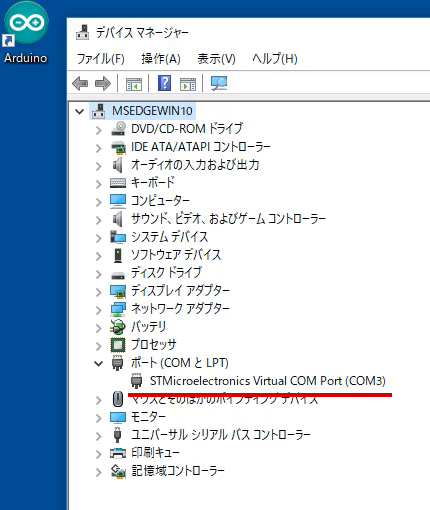 Arduino
デバイス マネージャー
ファイル(F) 操作(A) 表示(V) ヘルプ(H)
MSEDGEWIN10
DVD/CD-ROM ドライブ
IDE ATA/ATAPI コントローラー
オーディオの入力および出力
キーボード
コンピューター
サウンド、ビデオ、およびゲーム コントローラー
システム デバイス
ソフトウェア デバイス
ディスク ドライブ
ディスプレイ アダプター
ネットワーク アダプター
バッテリ
プロセッサ
ポート (COM と LPT)
STMicroelectronics Virtual COM Port (COM3)
マウスとそのほかのポインティング デバイス
モニター
ユニバーサル シリアル バス コントローラー
印刷キュー
記憶域コントローラー